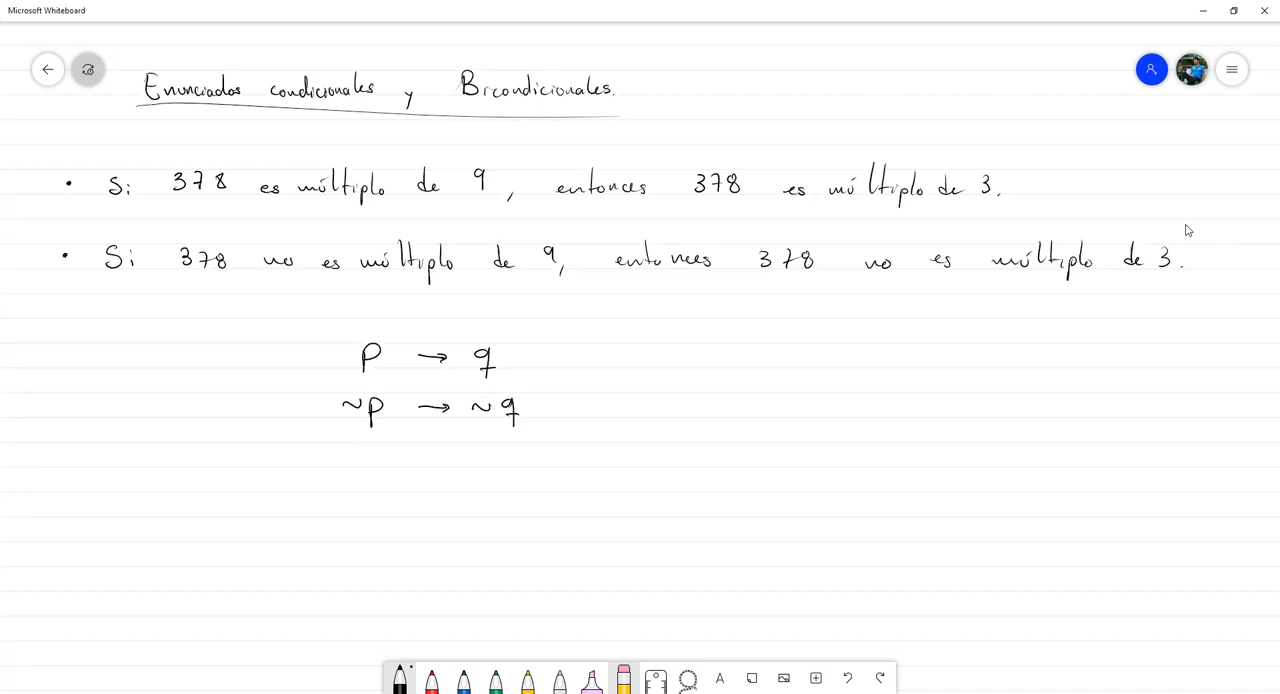 Microsoft Whiteboard
Enunciados condicionales y Bicondicionales.
• Si 378 es múltiplo de 9, entonces 378 es múltiplo de 3.
• Si 378 no es múltiplo de 9, entonces 378 no es múltiplo de 3.
p → q
~p → ~q